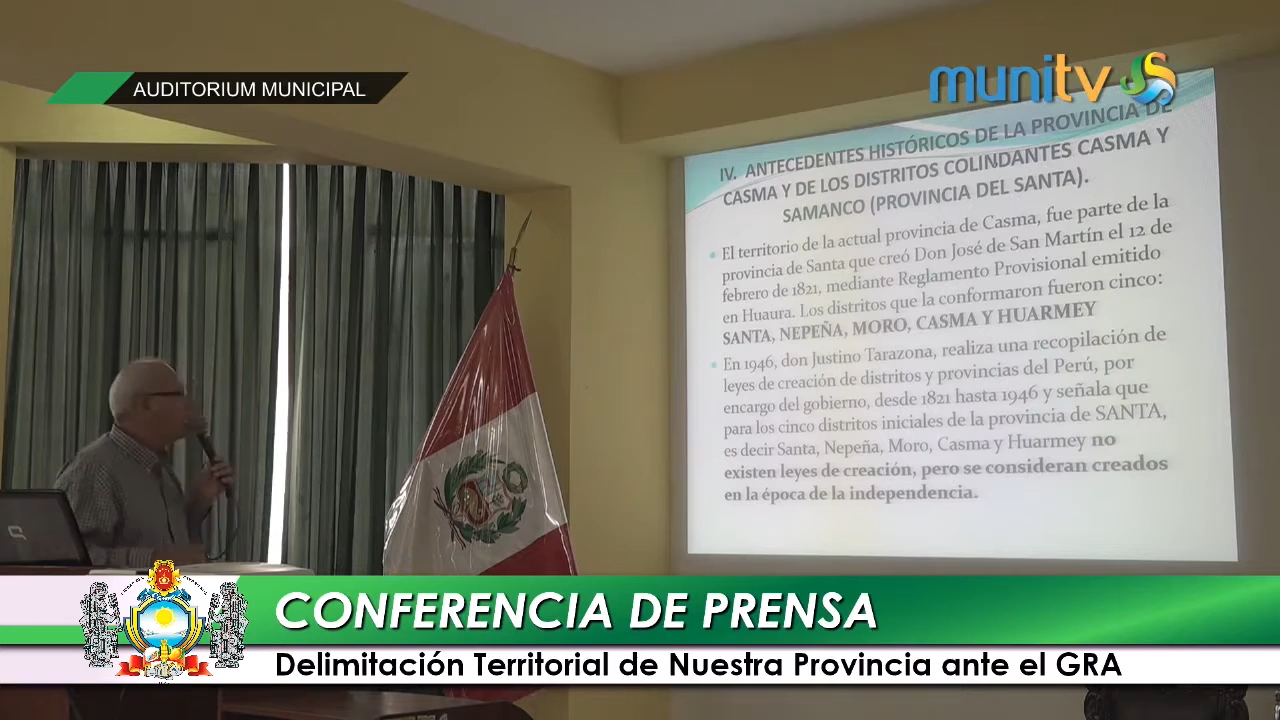 AUDITORIUM MUNICIPAL
munitv
IV. ANTECEDENTES HISTÓRICOS DE LA PROVINCIA DE
CASMA Y DE LOS DISTRITOS COLINDANTES CASMA Y
SAMANCO (PROVINCIA DEL SANTA).
El territorio de la actual provincia de Casma, fue parte de la
provincia de Santa que creó Don José de San Martín el 12 de
febrero de 1821, mediante Reglamento Provisional emitido
en Huaura. Los distritos que la conformaron fueron cinco:
SANTA, NEPEÑA, MORO, CASMA Y HUARMEY
En 1946, don Justino Tarazona, realiza una recopilación de
leyes de creación de distritos y provincias del Perú, por
encargo del gobierno, desde 1821 hasta 1946 y señala que
para los cinco distritos iniciales de la provincia de SANTA,
es decir Santa, Nepeña, Moro, Casma y Huarmey no
existen leyes de creación, pero se consideran creados
en la época de la independencia.
CONFERENCIA DE PRENSA
Delimitación Territorial de Nuestra Provincia ante el GRA